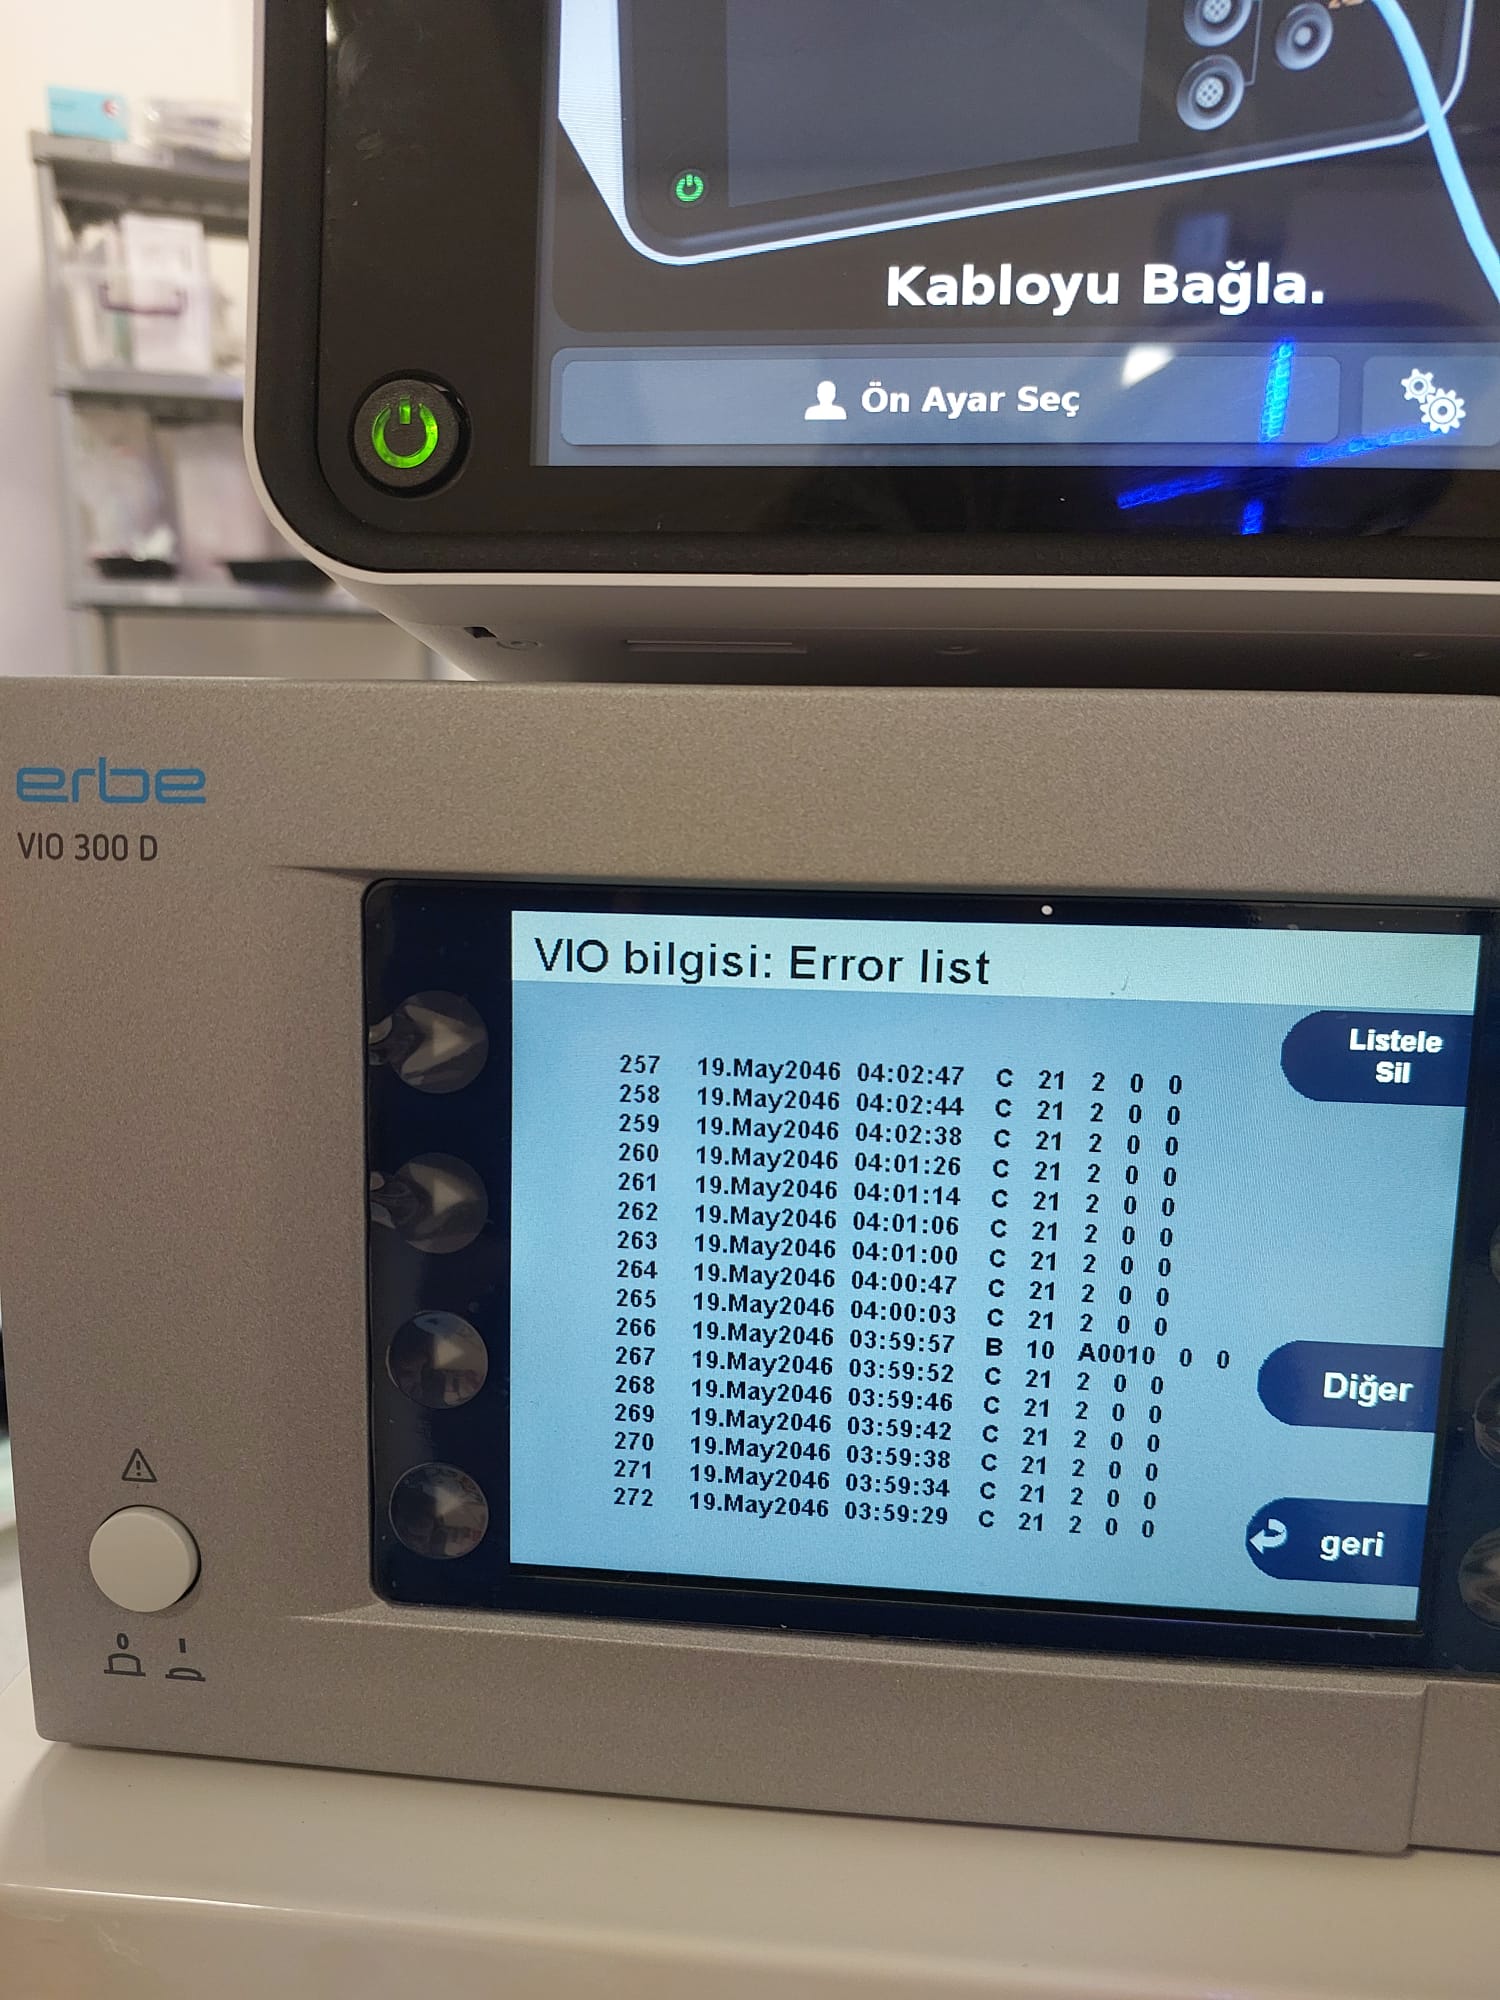 Kabloyu Bağla.
Ön Ayar Seç
erbe
VIO 300 D
VIO bilgisi: Error list
Listele
Sil
257 19.May2046 04:02:47 C 21 2 0 0
258 19.May2046 04:02:44 C 21 2 0 0
259 19.May2046 04:02:38 C 21 2 0 0
260 19.May2046 04:01:26 C 21 2 0 0
261 19.May2046 04:01:14 C 21 2 0 0
262 19.May2046 04:01:06 C 21 2 0 0
263 19.May2046 04:01:00 C 21 2 0 0
264 19.May2046 04:00:47 C 21 2 0 0
265 19.May2046 04:00:03 C 21 2 0 0
266 19.May2046 03:59:57 B 10 A0010 0 0
267 19.May2046 03:59:52 C 21 2 0 0
268 19.May2046 03:59:46 C 21 2 0 0
269 19.May2046 03:59:42 C 21 2 0 0
270 19.May2046 03:59:38 C 21 2 0 0
271 19.May2046 03:59:34 C 21 2 0 0
272 19.May2046 03:59:29 C 21 2 0 0
Diğer
geri
0 I